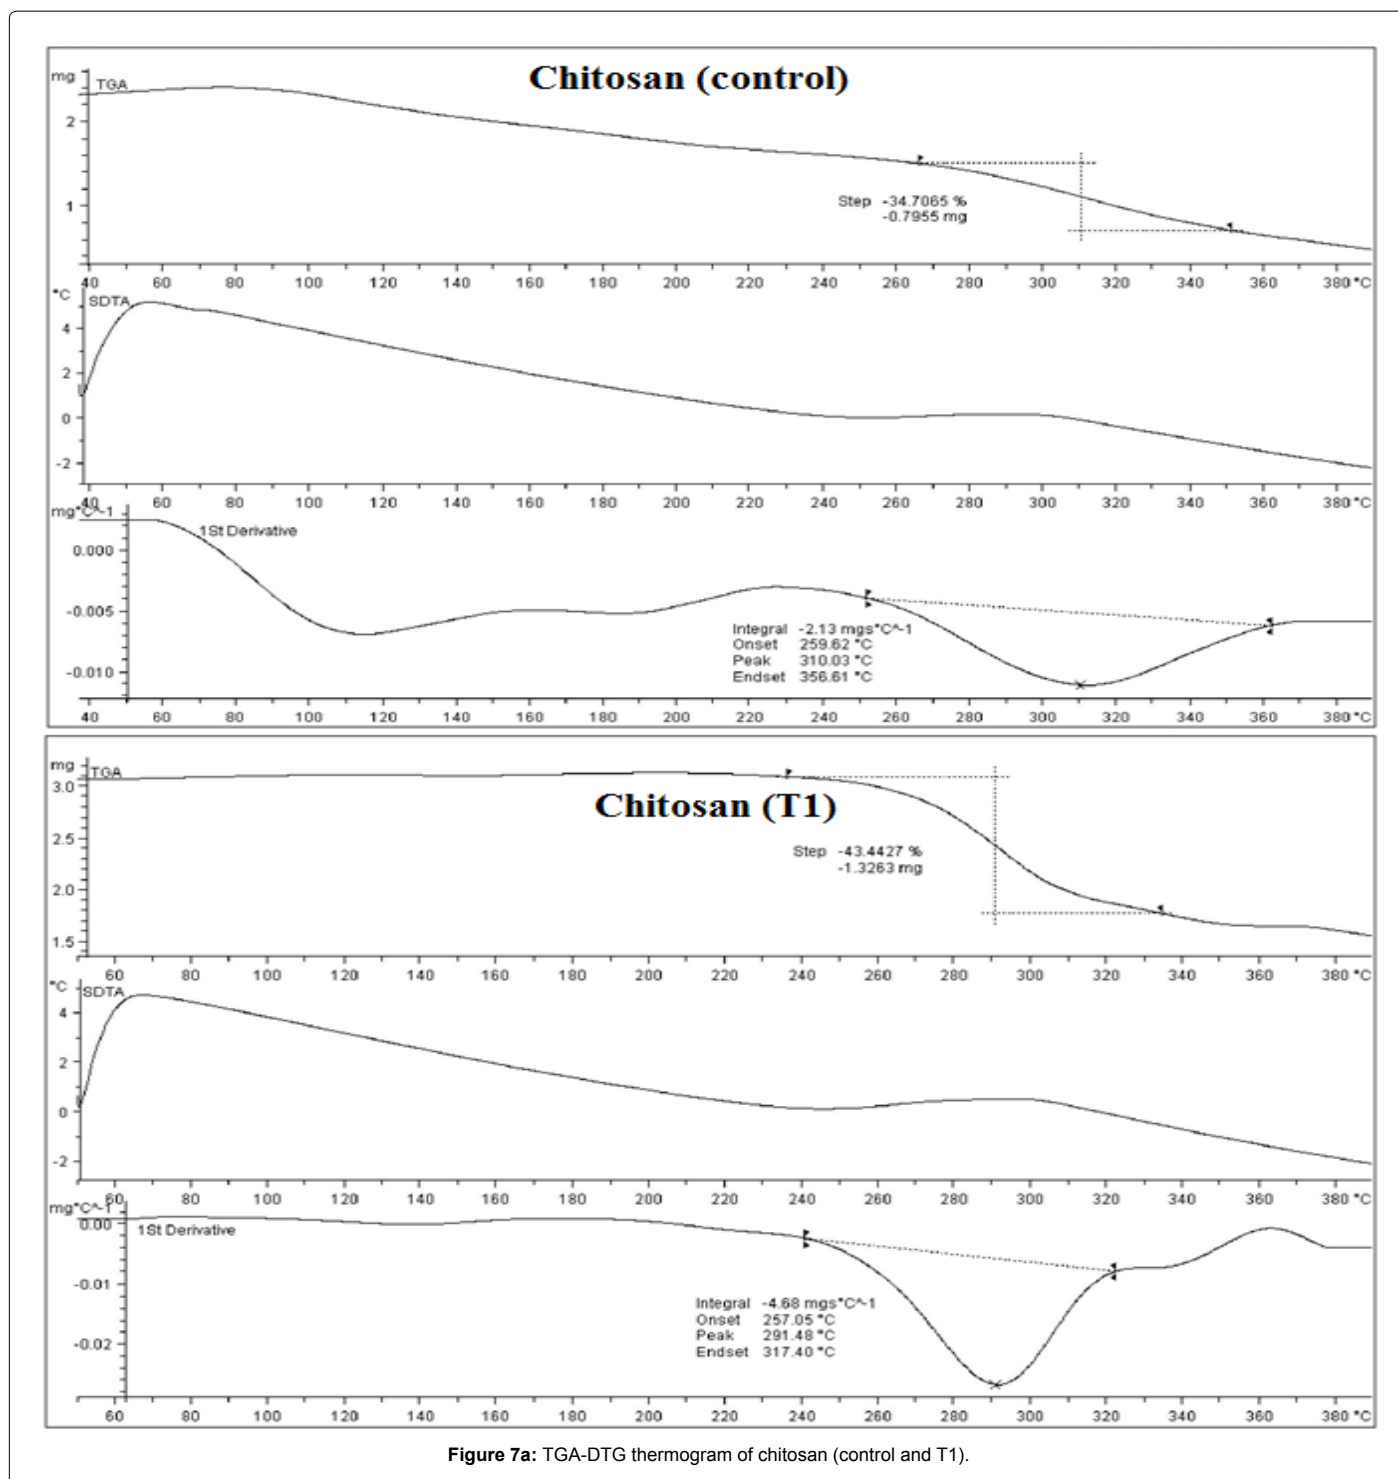 Chitosan (control)
mg
TGA
2
1
Step -34.7065 %
-0.7955 mg
40 60 80 100 120 140 160 180 200 220 240 260 280 300 320 340 360 380 °C
°C
SDTA
4
2
0
-2
40 60 80 100 120 140 160 180 200 220 240 260 280 300 320 340 360 380 °C
mg°C^-1
1St Derivative
0.000
-0.005
-0.010
Integral -2.13 mgs°C^-1
Onset 259.62 °C
Peak 310.03 °C
Endset 356.61 °C
40 60 80 100 120 140 160 180 200 220 240 260 280 300 320 340 360 380 °C
mg
TGA
Chitosan (T1)
3.0
2.5
2.0
1.5
Step -43.4427 %
-1.3263 mg
60 80 100 120 140 160 180 200 220 240 260 280 300 320 340 360 380 °C
°C
SDTA
4
2
0
-2
60 80 100 120 140 160 180 200 220 240 260 280 300 320 340 360 380 °C
mg°C^-1
1St Derivative
0.00
-0.01
-0.02
Integral -4.68 mgs°C^-1
Onset 257.05 °C
Peak 291.48 °C
Endset 317.40 °C
60 80 100 120 140 160 180 200 220 240 260 280 300 320 340 360 380 °C
Figure 7a: TGA-DTG thermogram of chitosan (control and T1).